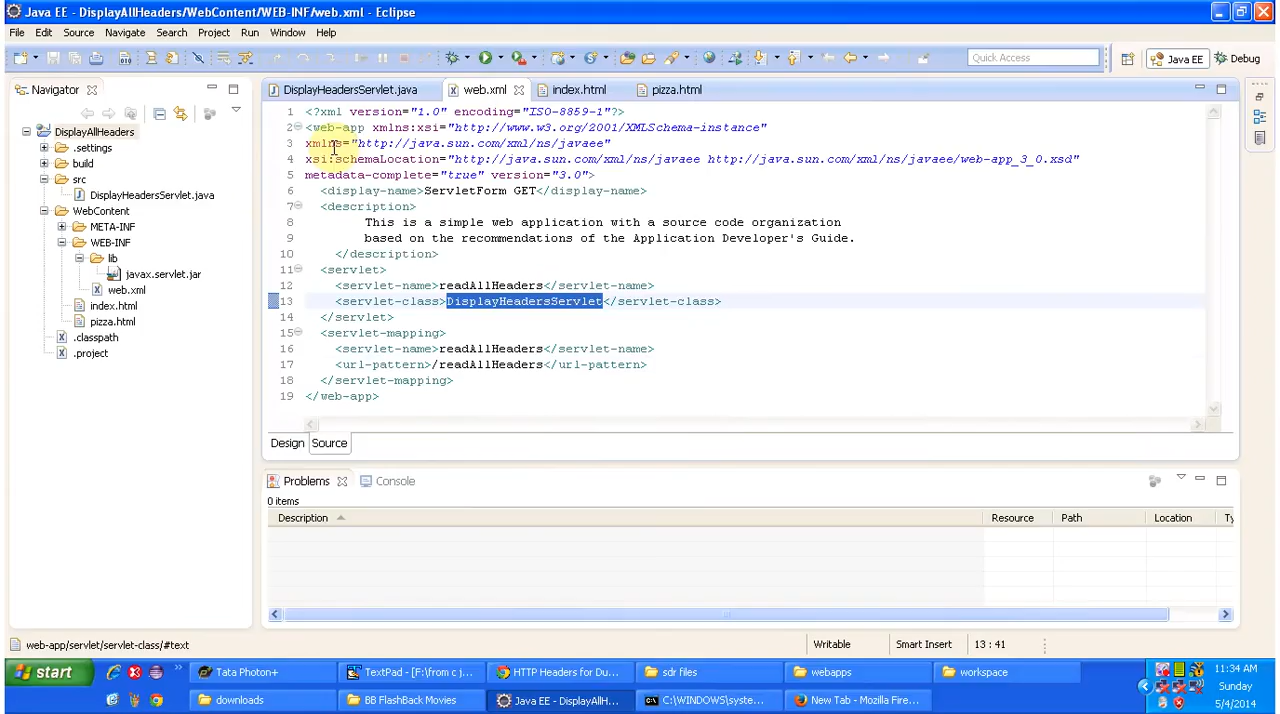 Java EE - DisplayAllHeaders/WebContent/WEB-INF/web.xml - Eclipse
File Edit Source Navigate Search Project Run Window Help
Quick Access
Java EE
Debug
Navigator
DisplayAllHeaders
.settings
build
src
DisplayHeadersServlet.java
WebContent
META-INF
WEB-INF
lib
javax.servlet.jar
web.xml
index.html
pizza.html
.classpath
.project
DisplayHeadersServlet.java web.xml index.html pizza.html
1 <?xml version="1.0" encoding="ISO-8859-1"?>
2 <web-app xmlns:xsi="http://www.w3.org/2001/XMLSchema-instance"
3 xmlns="http://java.sun.com/xml/ns/javaee"
4 xsi:schemaLocation="http://java.sun.com/xml/ns/javaee http://java.sun.com/xml/ns/javaee/web-app_3_0.xsd"
5 metadata-complete="true" version="3.0">
6 <display-name>ServletForm GET</display-name>
7 <description>
8 This is a simple web application with a source code organization
9 based on the recommendations of the Application Developer's Guide.
10 </description>
11 <servlet>
12 <servlet-name>readAllHeaders</servlet-name>
13 <servlet-class>DisplayHeadersServlet</servlet-class>
14 </servlet>
15 <servlet-mapping>
16 <servlet-name>readAllHeaders</servlet-name>
17 <url-pattern>/readAllHeaders</url-pattern>
18 </servlet-mapping>
19 </web-app>
Design Source
Problems Console
0 items
Description Resource Path Location Ty
web-app/servlet/servlet-class/#text Writable Smart Insert 13 : 41
start
Tata Photon+
TextPad - [F:\from c j...
HTTP Headers for Du...
sdr files
webapps
workspace
downloads
BB FlashBack Movies
Java EE - DisplayAllH...
C:\WINDOWS\syste...
New Tab - Mozilla Fire...
11:34 AM
Sunday
5/4/2014